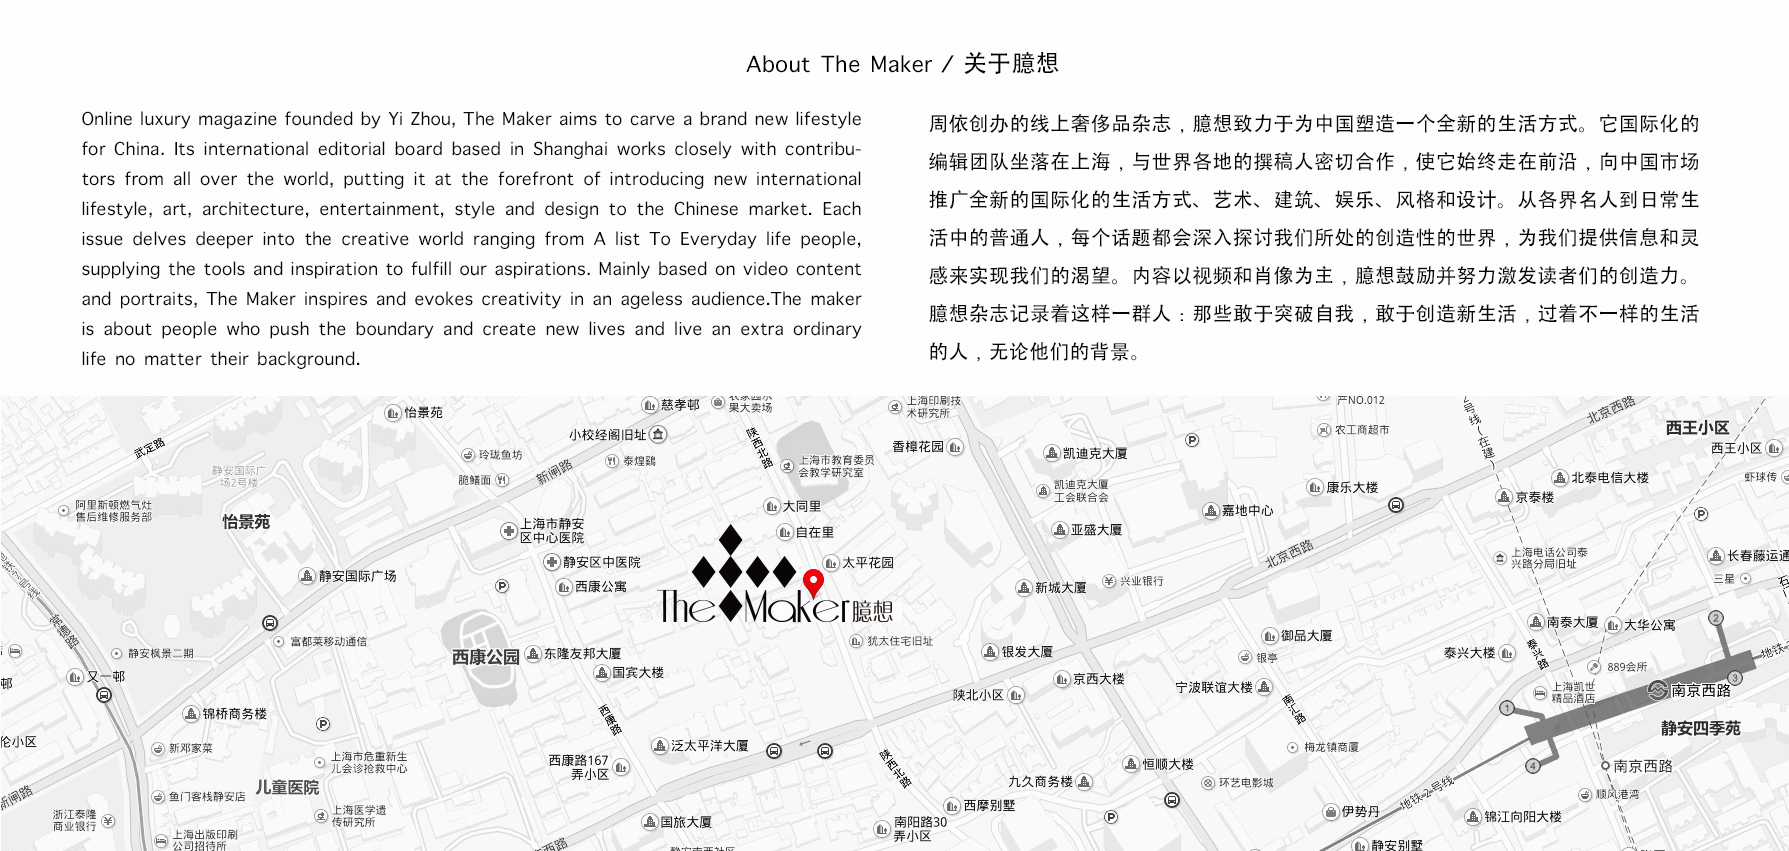 About The Maker / 关于臆想
Online luxury magazine founded by Yi Zhou, The Maker aims to carve a brand new lifestyle
for China. Its international editorial board based in Shanghai works closely with contribu-
tors from all over the world, putting it at the forefront of introducing new international
lifestyle, art, architecture, entertainment, style and design to the Chinese market. Each
issue delves deeper into the creative world ranging from A list To Everyday life people,
supplying the tools and inspiration to fulfill our aspirations. Mainly based on video content
and portraits, The Maker inspires and evokes creativity in an ageless audience.The maker
is about people who push the boundary and create new lives and live an extra ordinary
life no matter their background.
周依创办的线上奢侈品杂志，臆想致力于为中国塑造一个全新的生活方式。它国际化的
编辑团队坐落在上海，与世界各地的撰稿人密切合作，使它始终走在前沿，向中国市场
推广全新的国际化的生活方式、艺术、建筑、娱乐、风格和设计。从各界名人到日常生
活中的普通人，每个话题都会深入探讨我们所处的创造性的世界，为我们提供信息和灵
感来实现我们的渴望。内容以视频和肖像为主，臆想鼓励并努力激发读者们的创造力。
臆想杂志记录着这样一群人：那些敢于突破自我，敢于创造新生活，过着不一样的生活
的人，无论他们的背景。
怡景苑
慈孝邨
果大卖场
上海印刷技
术研究所
产NO.012
2号线(在建)
北京西路
西王小区
武定路
小校经阁旧址
陕西北路
香樟花园
凯迪克大厦
P
农工商超市
西王小区
玲珑鱼坊
新闸路
泰煌鷄
上海市教育委员
会教学研究室
静安国际广
场2号楼
脆鳝面
凯迪克大厦
工会联合会
康乐大楼
北泰电信大楼
京泰楼
虾球传
阿里斯顿燃气灶
售后维修服务部
怡景苑
上海市静安
区中心医院
大同里
自在里
嘉地中心
亚盛大厦
P
静安区中医院
太平花园
北京西路
上海电话公司泰
兴路分局旧址
长春藤运通
静安国际广场
P
西康公寓
新城大厦
兴业银行
三星
石
The Maker臆想
常德路
富都莱移动通信
犹太住宅旧址
御品大厦
南泰大厦
大华公寓
2
静安枫景二期
西康公园
东隆友邦大厦
银发大厦
银亭
泰兴大楼
泰兴路
889会所
地铁
邨
又一邨
国宾大楼
京西大楼
宁波联谊大楼
上海凯世
精品酒店
南京西路
3
陕北小区
南汇路
1
锦桥商务楼
P
西康路
静安四季苑
伦小区
新邓家菜
泛太平洋大厦
梅龙镇商厦
上海市危重新生
儿会诊抢救中心
西康路167
弄小区
陕西北路
恒顺大楼
4
南京西路
儿童医院
九久商务楼
环艺电影城
地铁2号线
新闸路
鱼门客栈静安店
顺风港湾
浙江泰隆
商业银行
上海医学遗
传研究所
西摩别墅
P
伊势丹
锦江向阳大楼
国旅大厦
南阳路30
弄小区
上海出版印刷
公司招待所
静安别墅